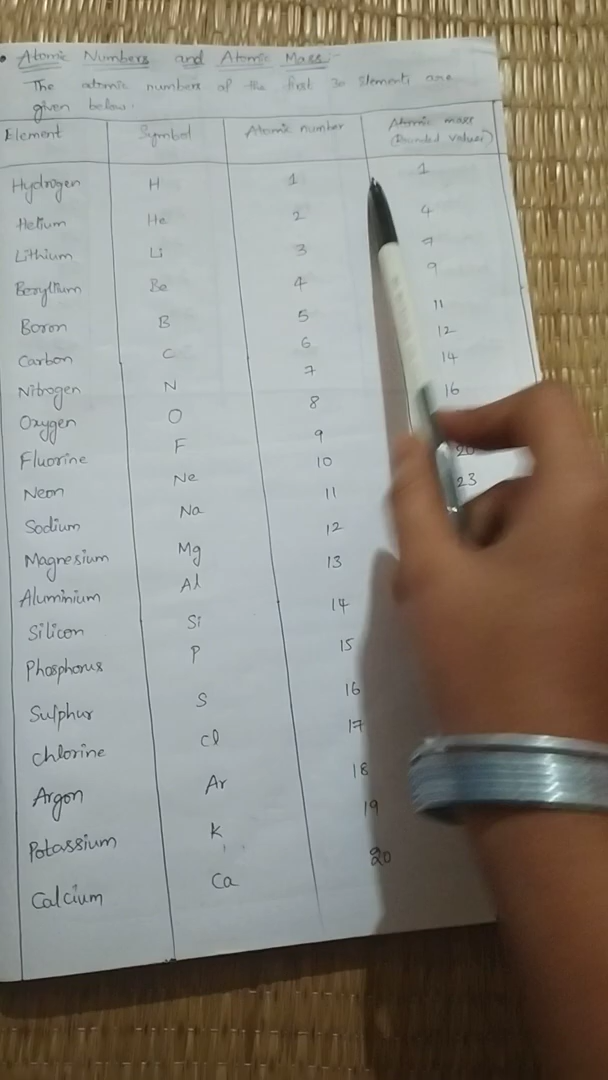 • Atomic Numbers and Atomic Mass :-
The atomic numbers of the first 30 elements are
given below.
Element Symbol Atomic number Atomic mass
(Rounded values)
Hydrogen H 1 1
Helium He 2 4
Lithium Li 3 7
Beryllium Be 4 9
Boron B 5 11
Carbon C 6 12
Nitrogen N 7 14
Oxygen O 8 16
Fluorine F 9
Neon Ne 10 20
Sodium Na 11 23
Magnesium Mg 12
Aluminium Al 13
Silicon Si 14
Phosphorus P 15
Sulphur S 16
chlorine Cl 17
Argon Ar 18
Potassium K 19
Calcium Ca 20